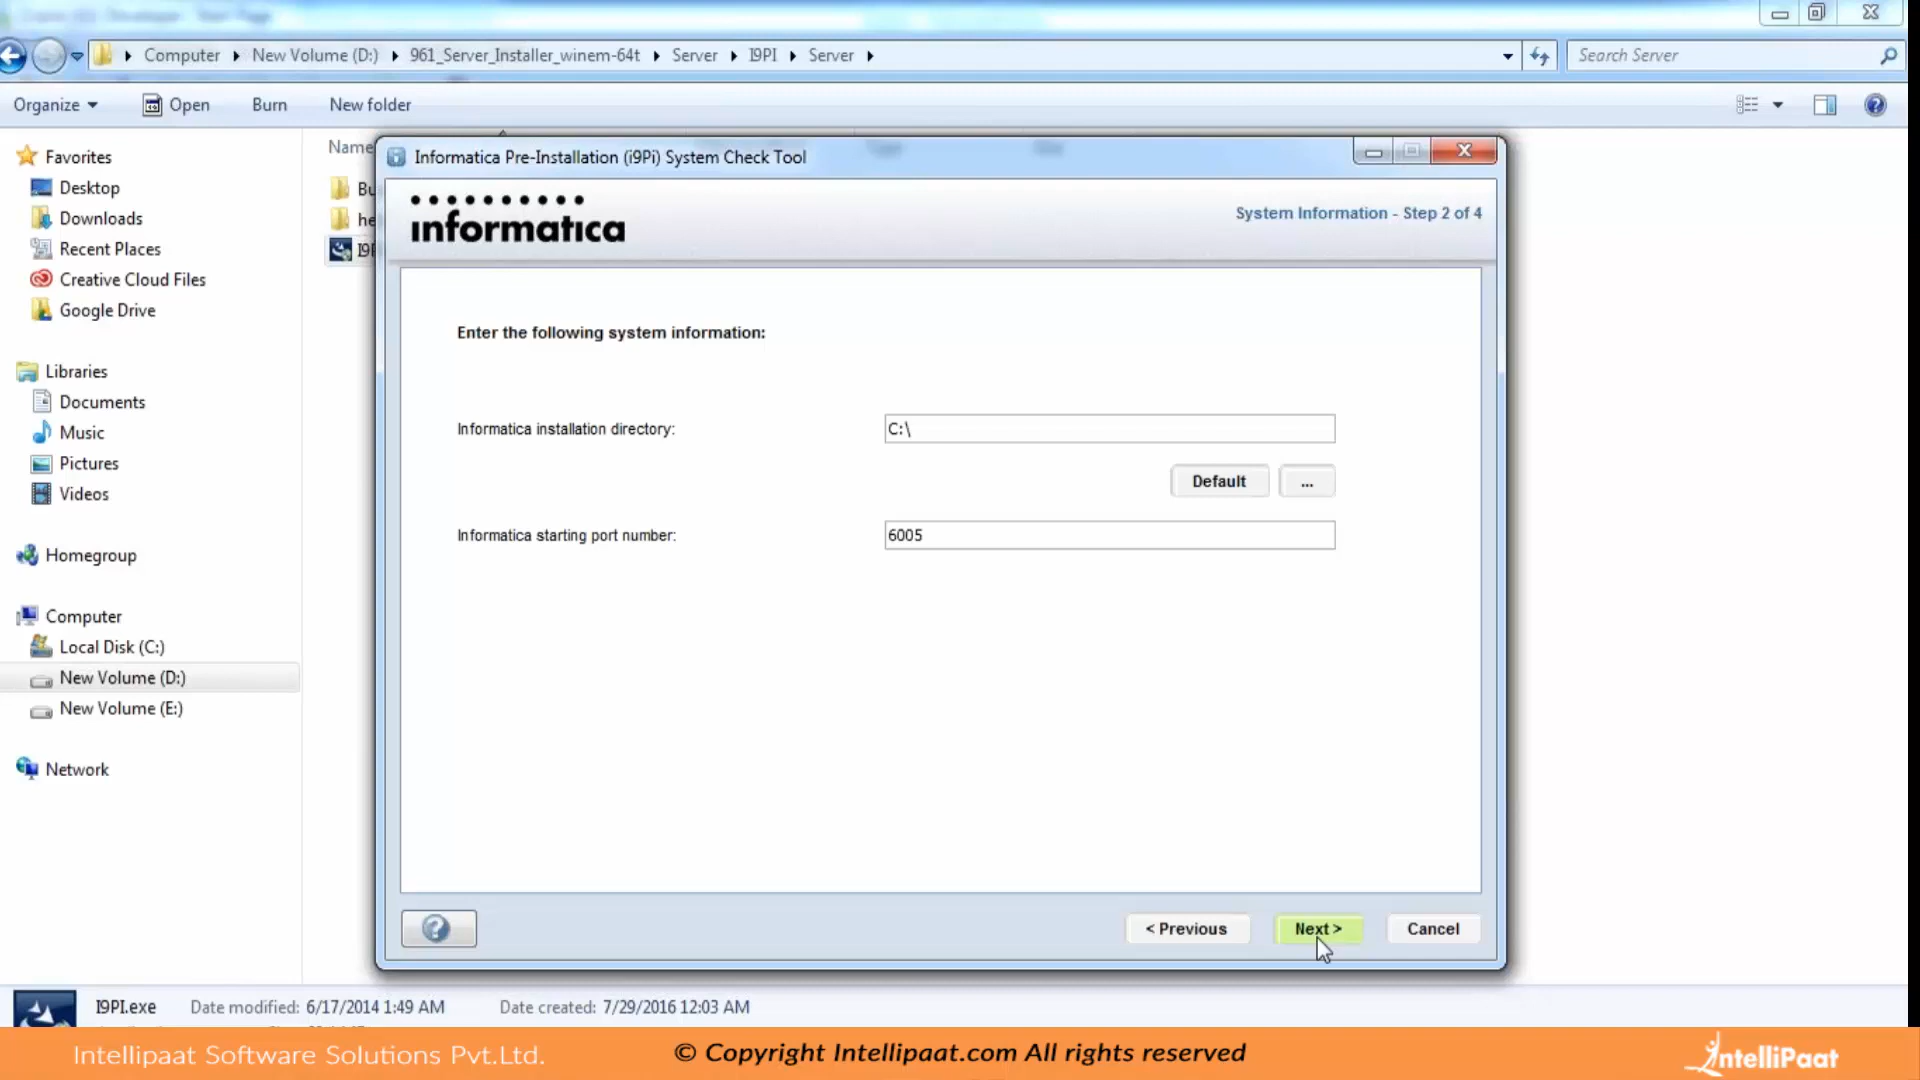 Computer New Volume (D:) 961_Server_Installer_winem-64t Server I9PI Server
Search Server
Organize
Open
Burn
New folder
Name
Favorites
Desktop
Downloads
Recent Places
Creative Cloud Files
Google Drive
Libraries
Documents
Music
Pictures
Videos
Homegroup
Computer
Local Disk (C:)
New Volume (D:)
New Volume (E:)
Network
Bu
he
I9P
Informatica Pre-Installation (i9Pi) System Check Tool
informatica
System Information - Step 2 of 4
Enter the following system information:
Informatica installation directory:
C:\
Default
...
Informatica starting port number:
6005
< Previous
Next >
Cancel
I9PI.exe
Date modified: 6/17/2014 1:49 AM
Date created: 7/29/2016 12:03 AM
Intellipaat Software Solutions Pvt.Ltd.
© Copyright Intellipaat.com All rights reserved
IntelliPaat